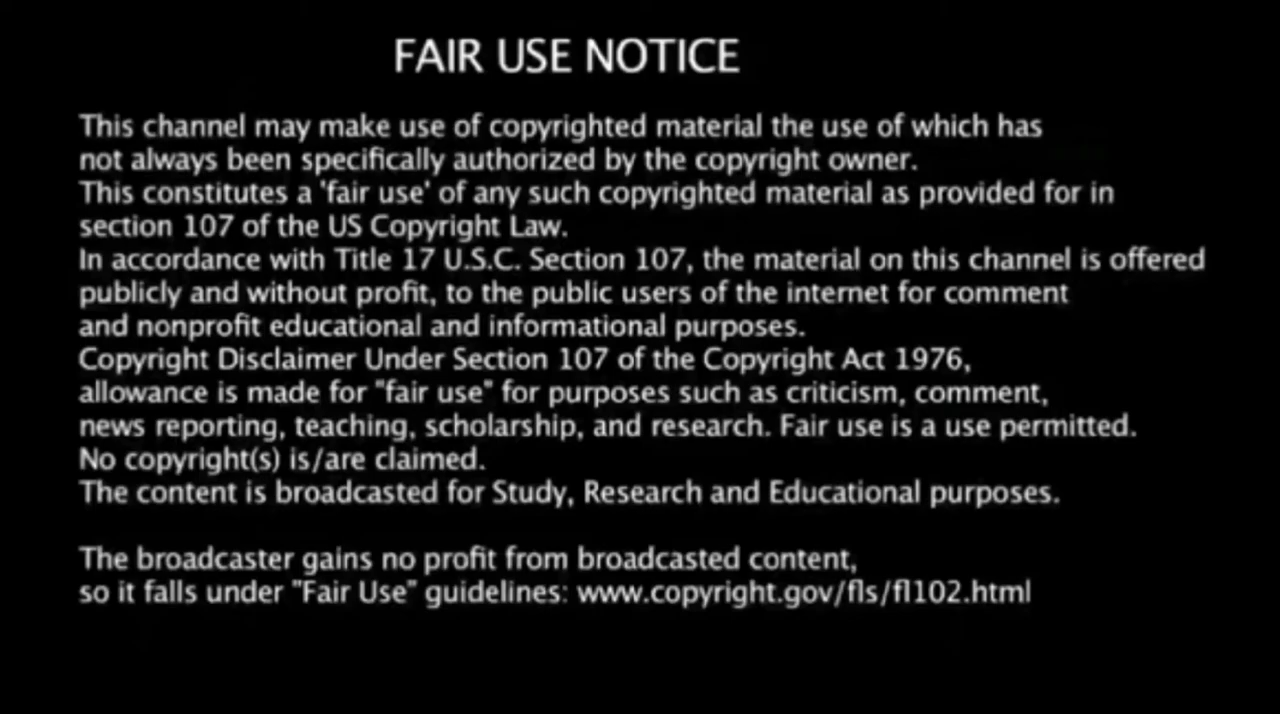 FAIR USE NOTICE
This channel may make use of copyrighted material the use of which has
not always been specifically authorized by the copyright owner.
This constitutes a 'fair use' of any such copyrighted material as provided for in
section 107 of the US Copyright Law.
In accordance with Title 17 U.S.C. Section 107, the material on this channel is offered
publicly and without profit, to the public users of the internet for comment
and nonprofit educational and informational purposes.
Copyright Disclaimer Under Section 107 of the Copyright Act 1976,
allowance is made for "fair use" for purposes such as criticism, comment,
news reporting, teaching, scholarship, and research. Fair use is a use permitted.
No copyright(s) is/are claimed.
The content is broadcasted for Study, Research and Educational purposes.
The broadcaster gains no profit from broadcasted content,
so it falls under "Fair Use" guidelines: www.copyright.gov/fls/fl102.html